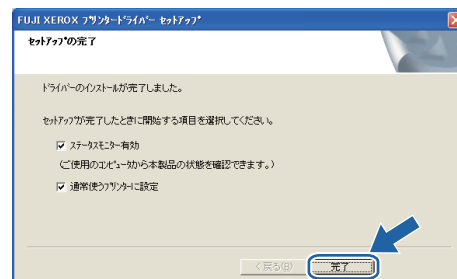 FUJI XEROX プリンタードライバー セットアップ
セットアップの完了
ドライバーのインストールが完了しました。
セットアップが完了したときに開始する項目を選択してください。
ステータスモニター有効
(ご使用のコンピュータから本製品の状態を確認できます。)
通常使うプリンターに設定
< 戻る(B)
完了